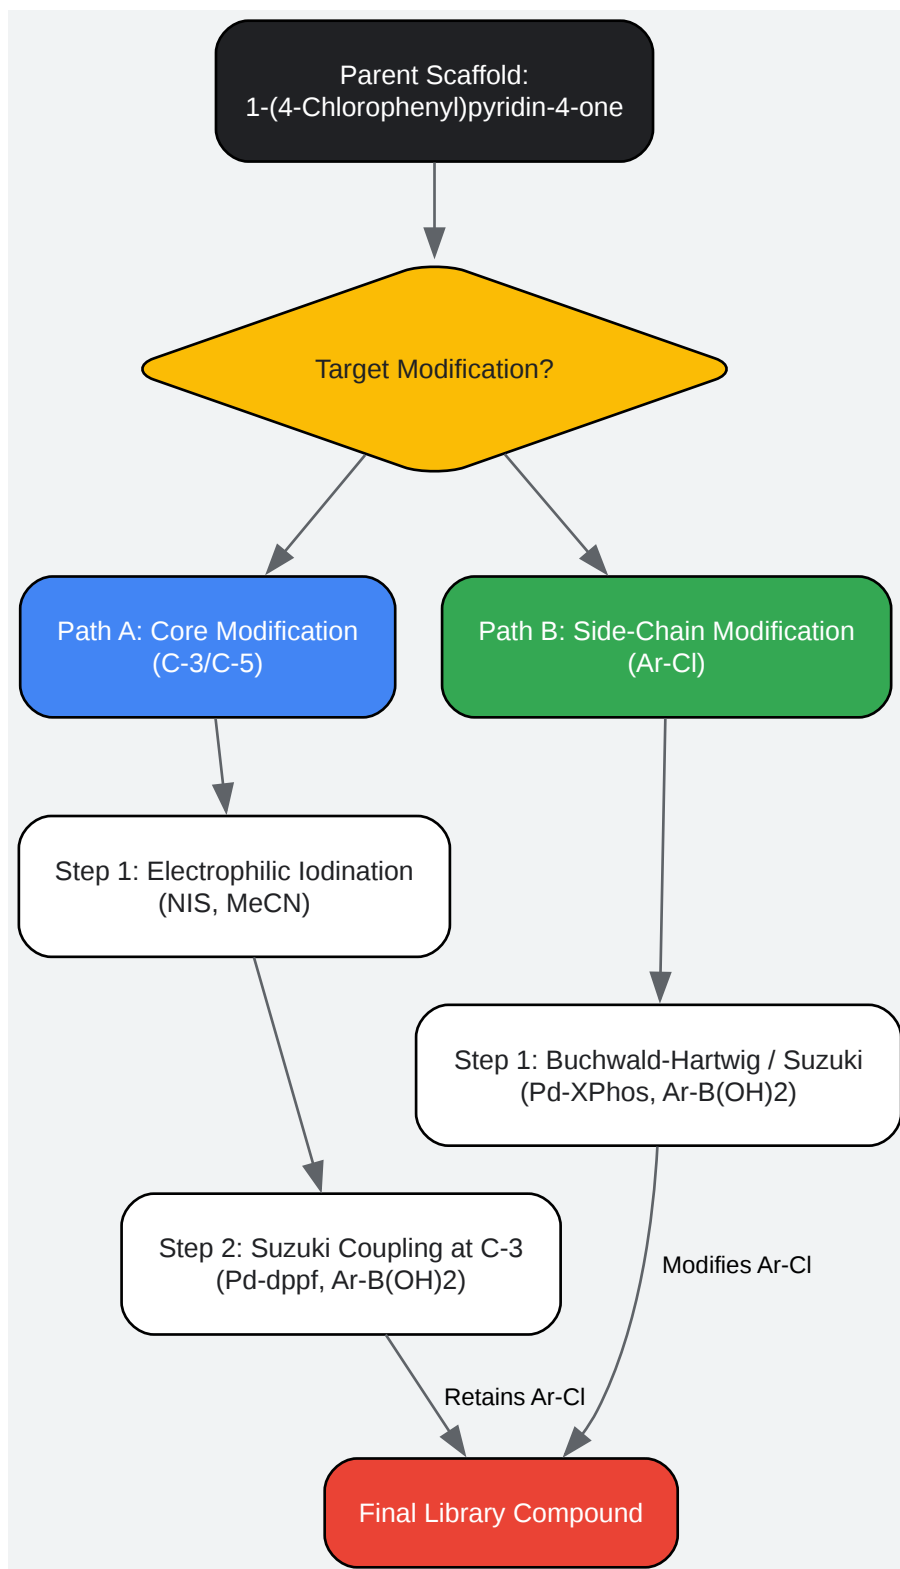 Parent Scaffold:
1-(4-Chlorophenyl)pyridin-4-one
Target Modification?
Path A: Core Modification
(C-3/C-5)
Path B: Side-Chain Modification
(Ar-Cl)
Step 1: Electrophilic Iodination
(NIS, MeCN)
Step 1: Buchwald-Hartwig / Suzuki
(Pd-XPhos, Ar-B(OH)2)
Step 2: Suzuki Coupling at C-3
(Pd-dppf, Ar-B(OH)2)
Modifies Ar-Cl
Retains Ar-Cl
Final Library Compound